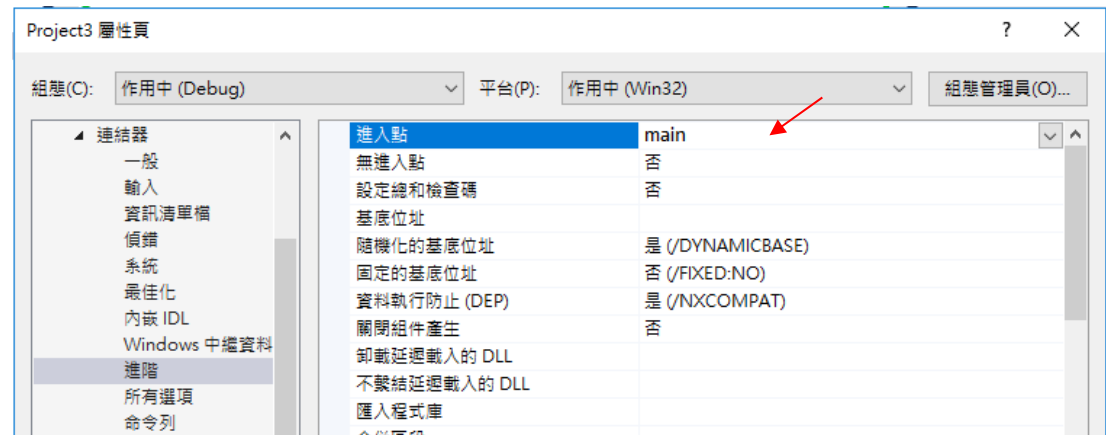 Project3 屬性頁
? ×
組態(C): 作用中 (Debug) 平台(P): 作用中 (Win32) 組態管理員(O)...
連結器
一般
輸入
資訊清單檔
偵錯
系統
最佳化
內嵌 IDL
Windows 中繼資料
進階
所有選項
命令列
進入點 main
無進入點 否
設定總和檢查碼 否
基底位址
隨機化的基底位址 是 (/DYNAMICBASE)
固定的基底位址 否 (/FIXED:NO)
資料執行防止 (DEP) 是 (/NXCOMPAT)
關閉組件產生 否
卸載延遲載入的 DLL
不繫結延遲載入的 DLL
匯入程式庫